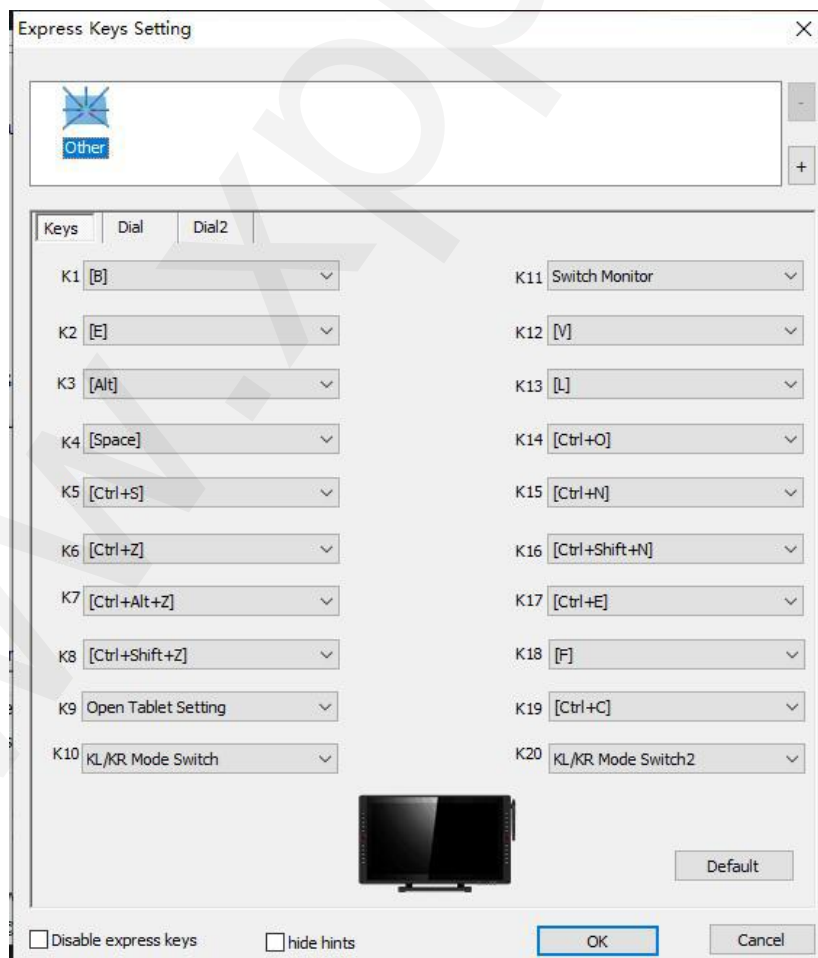 Express Keys Setting
Other
-
+
Keys Dial Dial2
K1 [B]
K2 [E]
K3 [Alt]
K4 [Space]
K5 [Ctrl+S]
K6 [Ctrl+Z]
K7 [Ctrl+Alt+Z]
K8 [Ctrl+Shift+Z]
K9 Open Tablet Setting
K10 KL/KR Mode Switch
K11 Switch Monitor
K12 [V]
K13 [L]
K14 [Ctrl+O]
K15 [Ctrl+N]
K16 [Ctrl+Shift+N]
K17 [Ctrl+E]
K18 [F]
K19 [Ctrl+C]
K20 KL/KR Mode Switch2
Default
Disable express keys hide hints OK Cancel